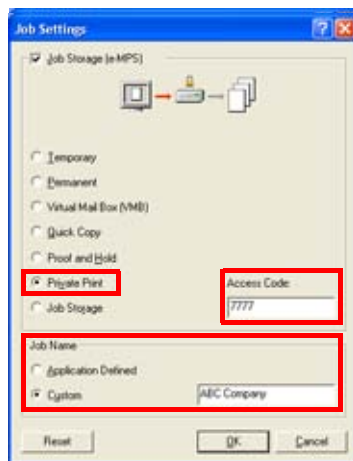 Job Settings
Job Storage (e-MPS)
Temporary
Permanent
Virtual Mail Box (VMB)
Quick Copy
Proof and Hold
Private Print
Access Code
Job Storage
7777
Job Name
Application Defined
Custom
ABC Company
Reset
OK
Cancel